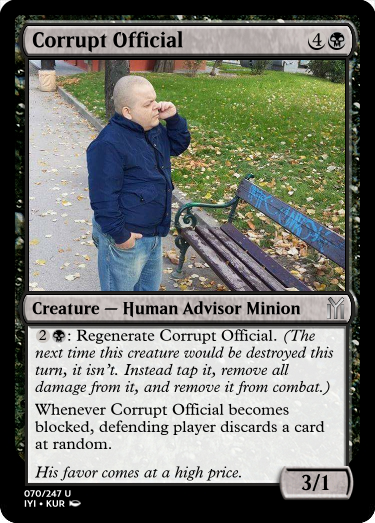 Corrupt Official 4
Creature — Human Advisor Minion
2 : Regenerate Corrupt Official. (The
next time this creature would be destroyed this
turn, it isn't. Instead tap it, remove all
damage from it, and remove it from combat.)
Whenever Corrupt Official becomes
blocked, defending player discards a card
at random.
His favor comes at a high price.
3/1
070/247 U
IYI • KUR